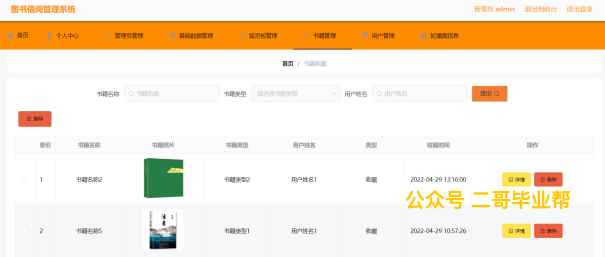 图书借阅管理系统
管理员 admin 退出到前台 退出登录
首页 个人中心 管理员管理 基础数据管理 留言板管理 书籍管理 用户管理 轮播图信息
首页 / 书籍收藏
书籍名称 书籍名称 书籍类型 请选择书籍类型 用户姓名 用户姓名 查询
删除
索引 书籍名称 书籍照片 书籍类型 用户姓名 类型 收藏时间 操作
1 书籍名称2 书籍类型2 用户姓名1 收藏 2022-04-29 13:16:00 详情 删除
公众号 二哥毕业帮
2 书籍名称5 书籍类型1 用户姓名1 收藏 2022-04-29 10:57:26 详情 删除